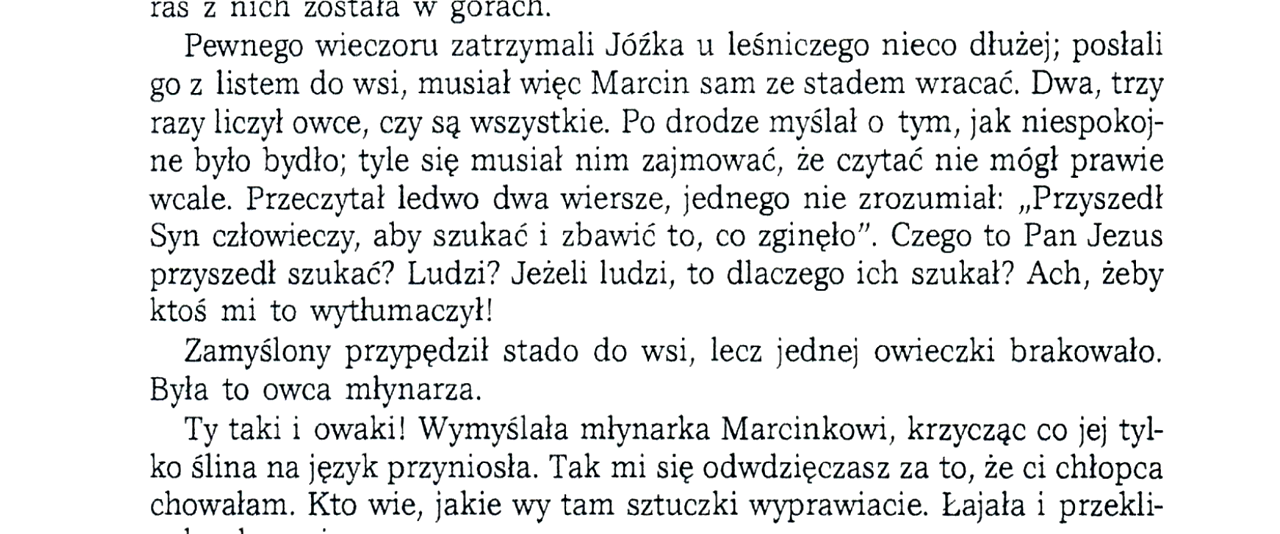 ras z nich została w górach.
Pewnego wieczoru zatrzymali Jóźka u leśniczego nieco dłużej; posłali
go z listem do wsi, musiał więc Marcin sam ze stadem wracać. Dwa, trzy
razy liczył owce, czy są wszystkie. Po drodze myślał o tym, jak niespokoj-
ne było bydło; tyle się musiał nim zajmować, że czytać nie mógł prawie
wcale. Przeczytał ledwo dwa wiersze, jednego nie zrozumiał: „Przyszedł
Syn człowieczy, aby szukać i zbawić to, co zginęło”. Czego to Pan Jezus
przyszedł szukać? Ludzi? Jeżeli ludzi, to dlaczego ich szukał? Ach, żeby
ktoś mi to wytłumaczył!
Zamyślony przypędził stado do wsi, lecz jednej owieczki brakowało.
Była to owca młynarza.
Ty taki i owaki! Wymyślała młynarka Marcinkowi, krzycząc co jej tyl-
ko ślina na język przyniosła. Tak mi się odwdzięczasz za to, że ci chłopca
chowałam. Kto wie, jakie wy tam sztuczki wyprawiacie. Łajała i przekli-